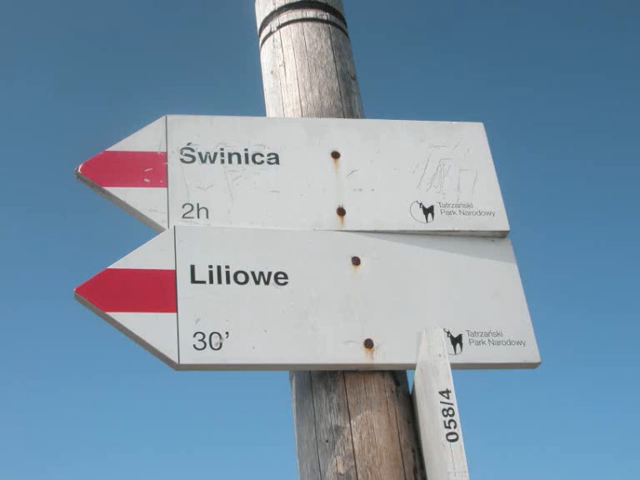 Świnica
2h
Tatrzański
Park Narodowy
Liliowe
30'
Tatrzański
Park Narodowy
058/4